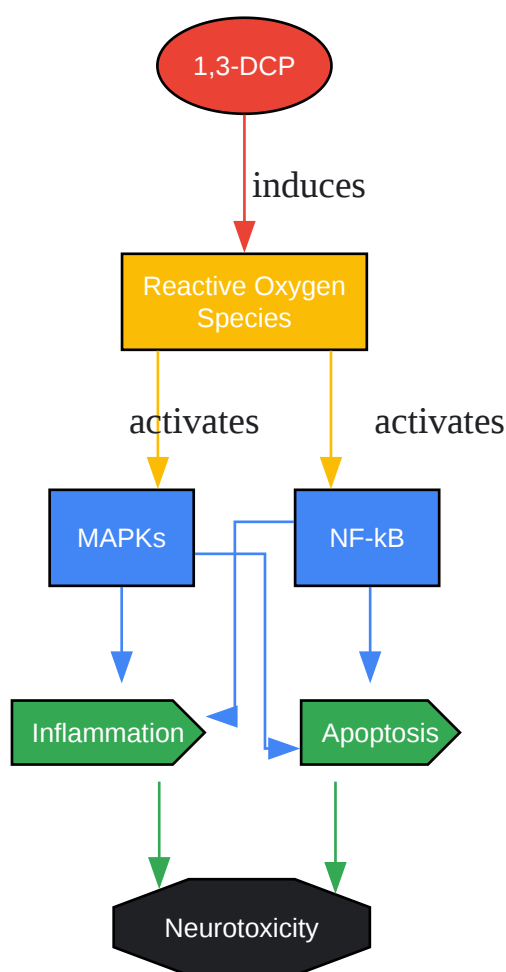 1,3-DCP
induces
Reactive Oxygen
Species
activates
activates
MAPKs
NF-kB
Inflammation
Apoptosis
Neurotoxicity